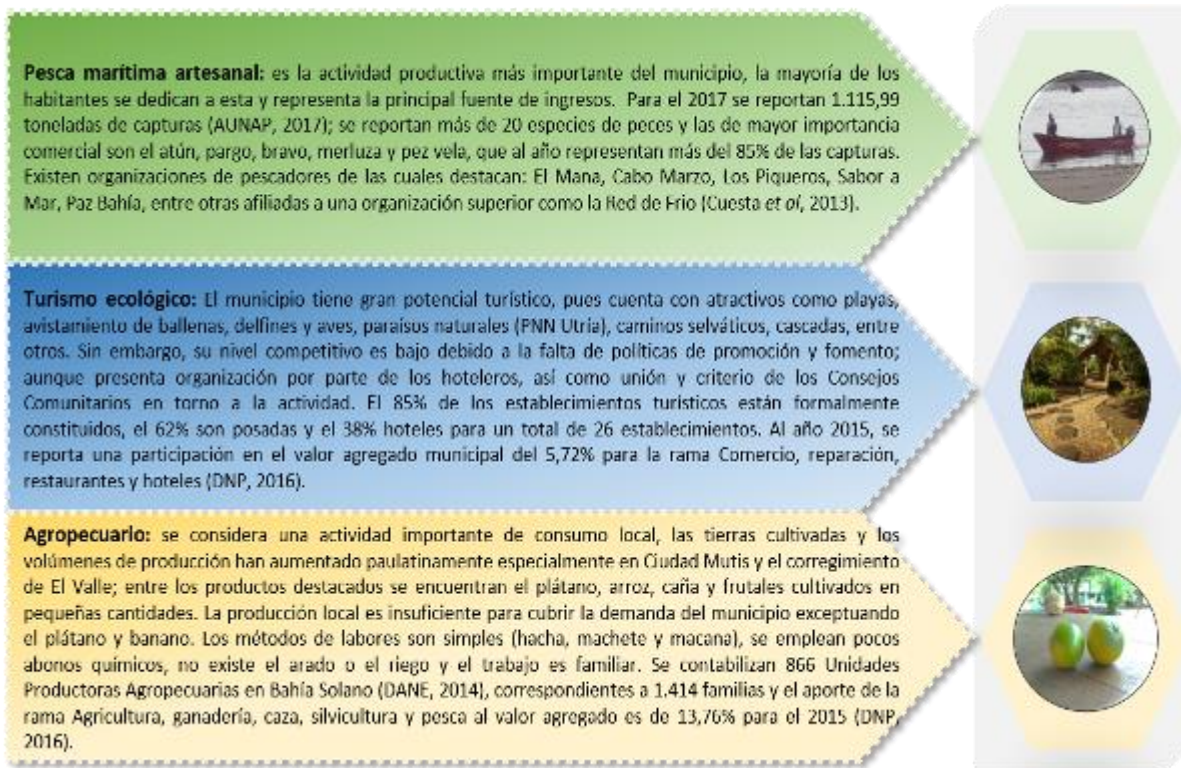 Pesca marítima artesanal: es la actividad productiva más importante del municipio, la mayoría de los
habitantes se dedican a esta y representa la principal fuente de ingresos. Para el 2017 se reportan 1.115,99
toneladas de capturas (AUNAP, 2017); se reportan más de 20 especies de peces y las de mayor importancia
comercial son el atún, pargo, bravo, merluza y pez vela, que al año representan más del 85% de las capturas.
Existen organizaciones de pescadores de las cuales destacan: El Mana, Cabo Marzo, Los Piqueros, Sabor a
Mar, Paz Bahía, entre otras afiliadas a una organización superior como la Red de Frio (Cuesta et al, 2013).
Turismo ecológico: El municipio tiene gran potencial turístico, pues cuenta con atractivos como playas,
avistamiento de ballenas, delfines y aves, paraísos naturales (PNN Utria), caminos selváticos, cascadas, entre
otros. Sin embargo, su nivel competitivo es bajo debido a la falta de políticas de promoción y fomento;
aunque presenta organización por parte de los hoteleros, así como unión y criterio de los Consejos
Comunitarios en torno a la actividad. El 85% de los establecimientos turísticos están formalmente
constituidos, el 62% son posadas y el 38% hoteles para un total de 26 establecimientos. Al año 2015, se
reporta una participación en el valor agregado municipal del 5,72% para la rama Comercio, reparación,
restaurantes y hoteles (DNP, 2016).
Agropecuario: se considera una actividad importante de consumo local, las tierras cultivadas y los
volúmenes de producción han aumentado paulatinamente especialmente en Ciudad Mutis y el corregimiento
de El Valle; entre los productos destacados se encuentran el plátano, arroz, caña y frutales cultivados en
pequeñas cantidades. La producción local es insuficiente para cubrir la demanda del municipio exceptuando
el plátano y banano. Los métodos de labores son simples (hacha, machete y macana), se emplean pocos
abonos químicos, no existe el arado o el riego y el trabajo es familiar. Se contabilizan 866 Unidades
Productoras Agropecuarias en Bahía Solano (DANE, 2014), correspondientes a 1.414 familias y el aporte de la
rama Agricultura, ganadería, caza, silvicultura y pesca al valor agregado es de 13,76% para el 2015 (DNP,
2016).